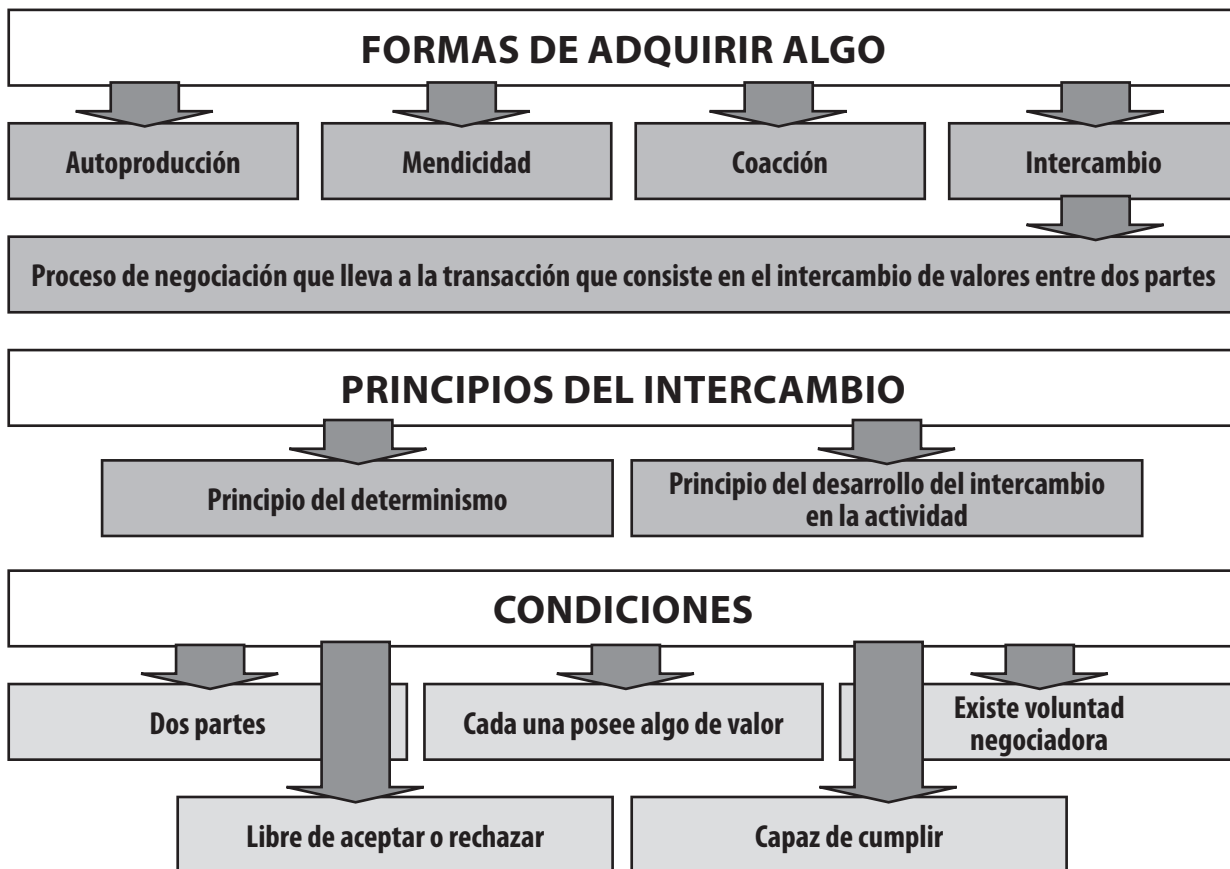 FORMAS DE ADQUIRIR ALGO
Autoproducción
Mendicidad
Coacción
Intercambio
Proceso de negociación que lleva a la transacción que consiste en el intercambio de valores entre dos partes
PRINCIPIOS DEL INTERCAMBIO
Principio del determinismo
Principio del desarrollo del intercambio
en la actividad
CONDICIONES
Dos partes
Cada una posee algo de valor
Existe voluntad
negociadora
Libre de aceptar o rechazar
Capaz de cumplir